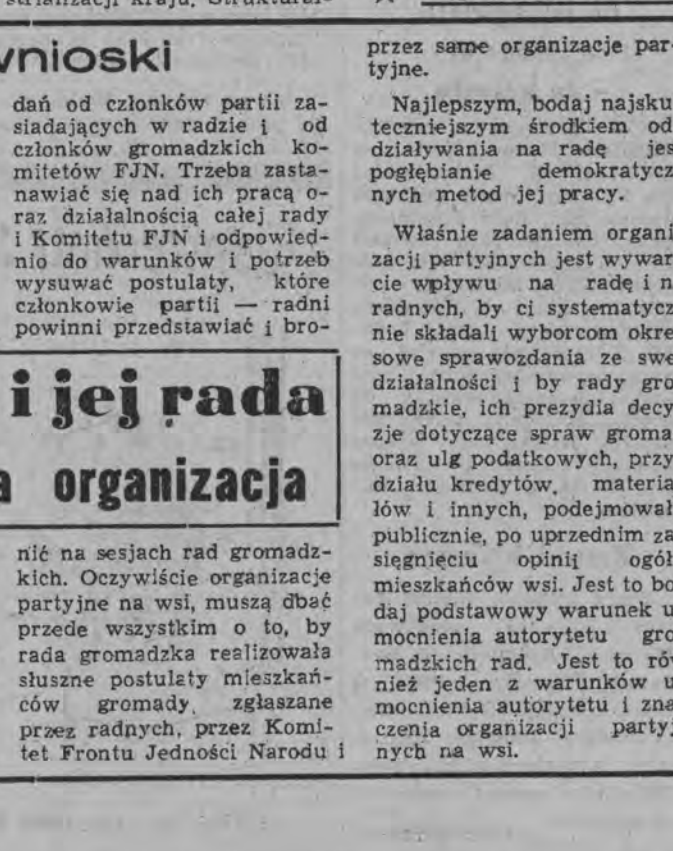 wnioski
dań od członków partii za-
siadających w radzie i od
członków gromadzkich ko-
mitetów FJN. Trzeba zasta-
nawiać się nad ich pracą o-
raz działalnością całej rady
i Komitetu FJN i odpowied-
nio do warunków i potrzeb
wysuwać postulaty, które
członkowie partii — radni
powinni przedstawiać i bro-
i jej rada
a organizacja
nić na sesjach rad gromadz-
kich. Oczywiście organizacje
partyjne na wsi, muszą dbać
przede wszystkim o to, by
rada gromadzka realizowała
słuszne postulaty mieszkań-
ców gromady, zgłaszane
przez radnych, przez Komi-
tet Frontu Jedności Narodu i
przez same organizacje par-
tyjne.
Najlepszym, bodaj najsku
teczniejszym środkiem od
działywania na radę jes
pogłębianie demokratycz
nych metod jej pracy.
Właśnie zadaniem organi
zacji partyjnych jest wywar
cie wpływu na radę i n
radnych, by ci systematycz
nie składali wyborcom okre
sowe sprawozdania ze swe
działalności i by rady gro
madzkie, ich prezydia decy
zje dotyczące spraw groma
oraz ulg podatkowych, przy
działu kredytów, materia
łów i innych, podejmował
publicznie, po uprzednim za
sięgnięciu opinii ogół
mieszkańców wsi. Jest to bo
daj podstawowy warunek u
mocnienia autorytetu gro
madzkich rad. Jest to rów
nież jeden z warunków u
mocnienia autorytetu i zna
czenia organizacji partyj
nych na wsi.